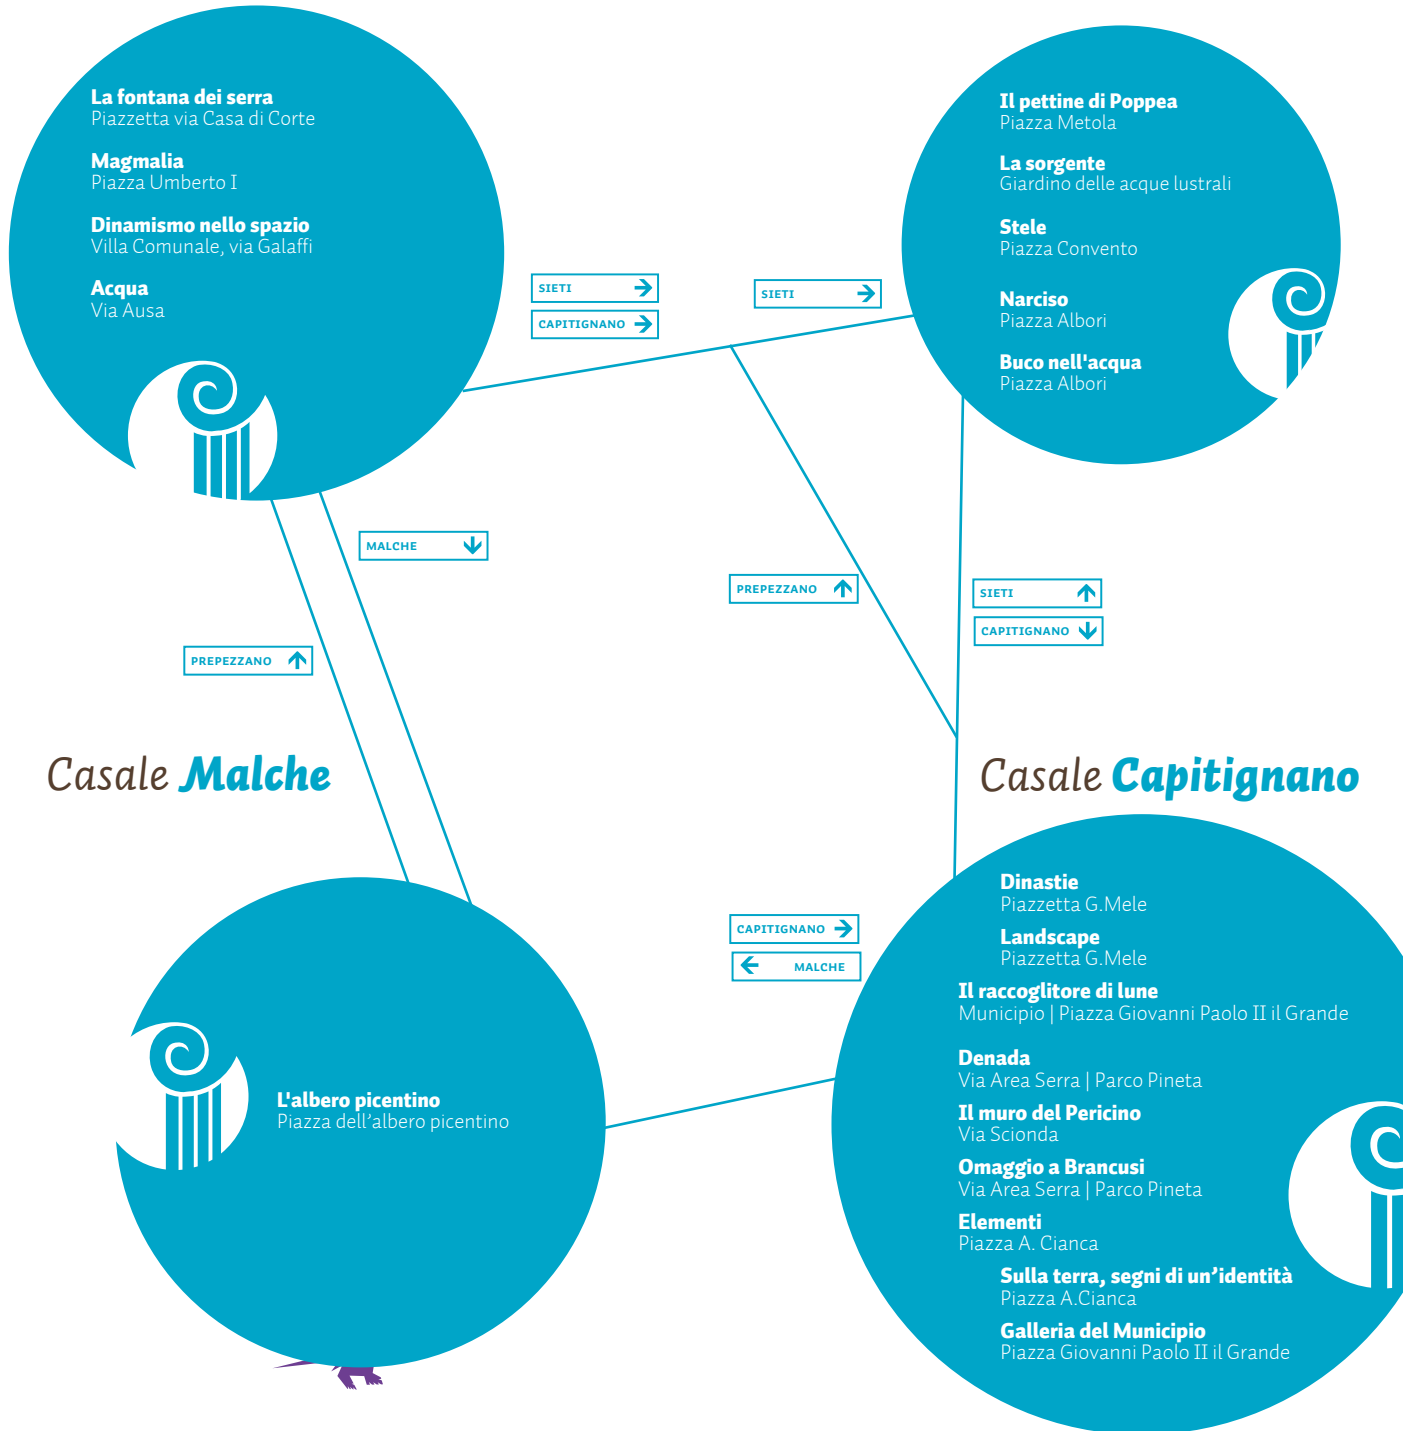 La fontana dei serra
Piazzetta via Casa di Corte
Magmalia
Piazza Umberto I
Dinamismo nello spazio
Villa Comunale, via Galaffi
Acqua
Via Ausa
Il pettine di Poppea
Piazza Metola
La sorgente
Giardino delle acque lustrali
Stele
Piazza Convento
Narciso
Piazza Albori
Buco nell'acqua
Piazza Albori
SIETI
CAPITIGNANO
SIETI
MALCHE
PREPEZZANO
PREPEZZANO
SIETI
CAPITIGNANO
Casale Malche
Casale Capitignano
CAPITIGNANO
MALCHE
L'albero picentino
Piazza dell’albero picentino
Dinastie
Piazzetta G.Mele
Landscape
Piazzetta G.Mele
Il raccoglitore di lune
Municipio | Piazza Giovanni Paolo II il Grande
Denada
Via Area Serra | Parco Pineta
Il muro del Pericino
Via Scionda
Omaggio a Brancusi
Via Area Serra | Parco Pineta
Elementi
Piazza A. Cianca
Sulla terra, segni di un’identità
Piazza A.Cianca
Galleria del Municipio
Piazza Giovanni Paolo II il Grande